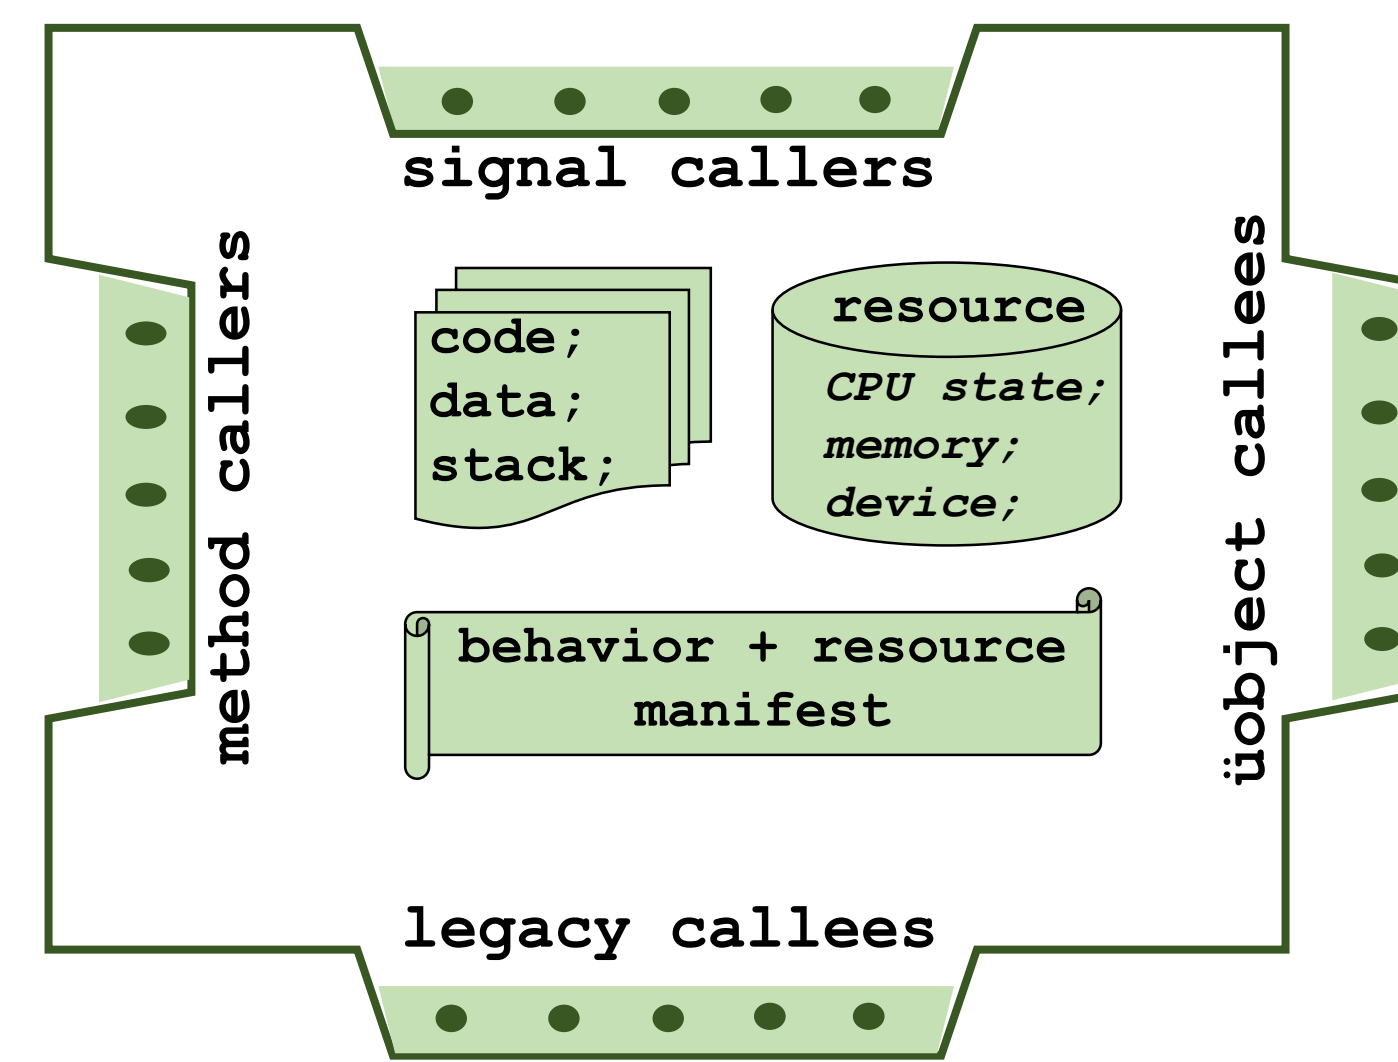 signal callers
method callers
code;
data;
stack;
resource
CPU state;
memory;
device;
üobject callees
behavior + resource
manifest
legacy callees